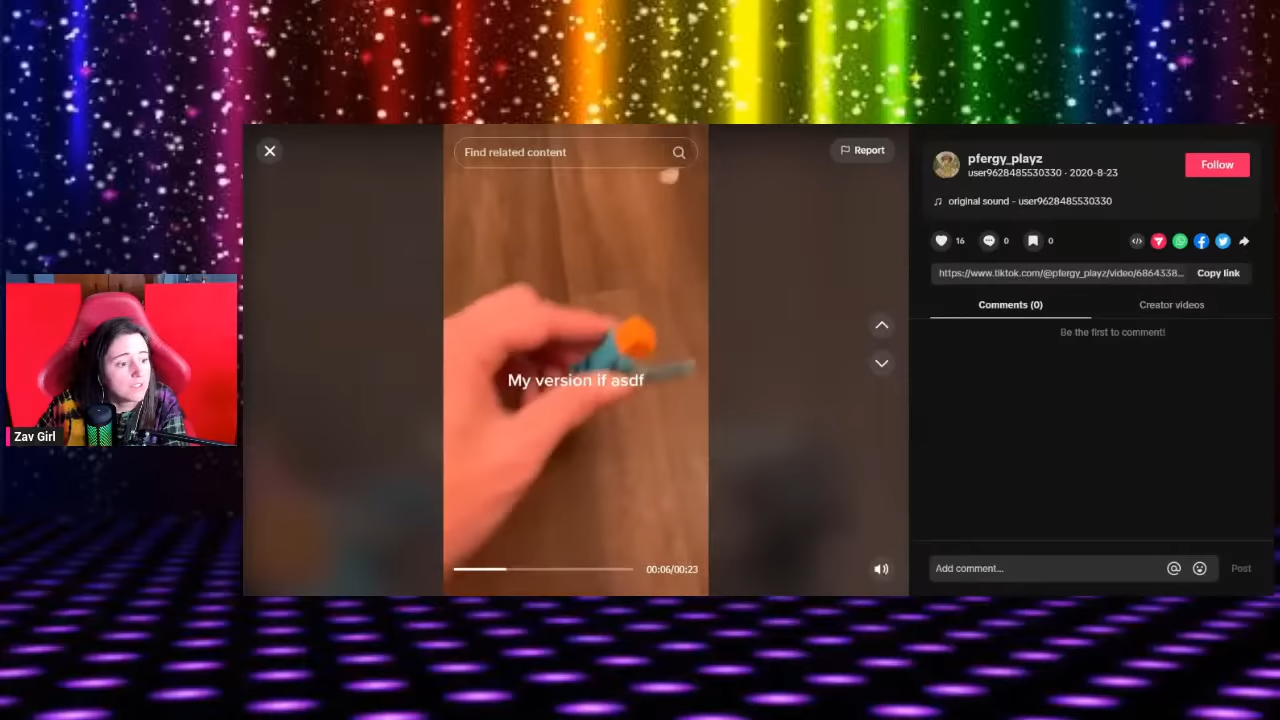 Find related content
Report
My version if asdf
00:06/00:23
Zav Girl
pfergy_playz
user9628485530330 · 2020-8-23
Follow
original sound - user9628485530330
16
0
0
https://www.tiktok.com/@pfergy_playz/video/6864338...
Copy link
Comments (0)
Creator videos
Be the first to comment!
Add comment...
Post